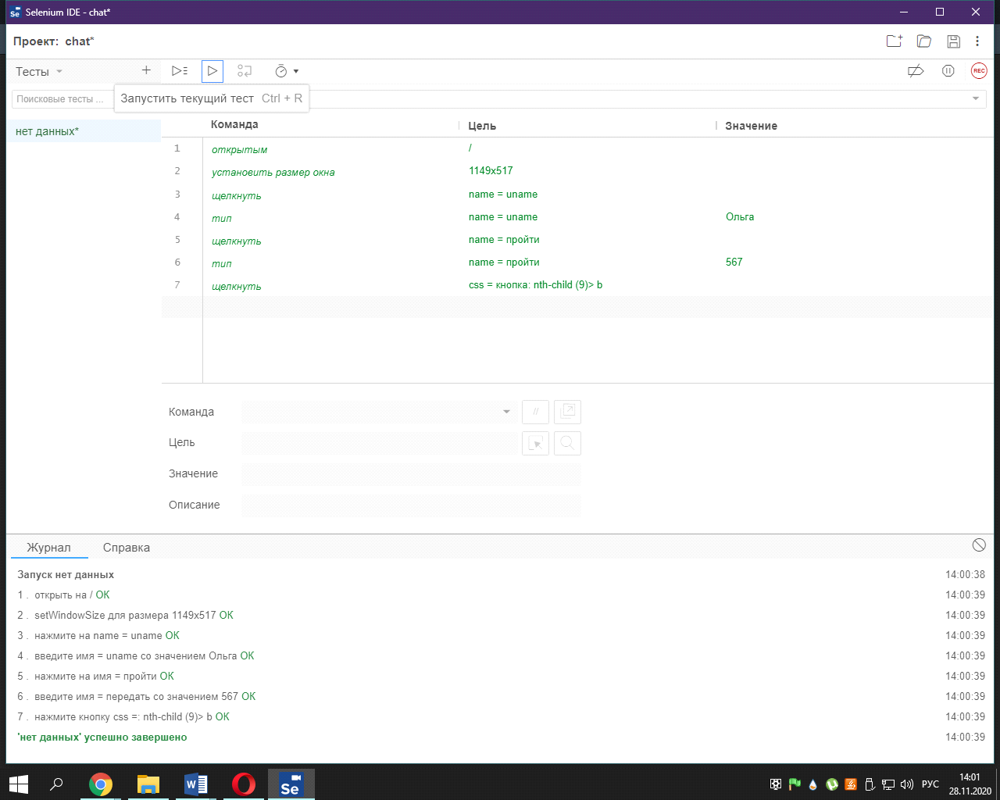 Selenium IDE - chat*
Проект: chat*
Тесты
Поисковые тесты ...
Запустить текущий тест Ctrl + R
нет данных*
Команда Цель Значение
1 открытым /
2 установить размер окна 1149x517
3 щелкнуть name = uname
4 тип name = uname Ольга
5 щелкнуть name = пройти
6 тип name = пройти 567
7 щелкнуть css = кнопка: nth-child (9)> b
Команда //
Цель
Значение
Описание
Журнал Справка
Запуск нет данных 14:00:38
1 . открыть на / OK 14:00:39
2 . setWindowSize для размера 1149x517 OK 14:00:39
3 . нажмите на name = uname OK 14:00:39
4 . введите имя = uname со значением Ольга OK 14:00:39
5 . нажмите на имя = пройти OK 14:00:39
6 . введите имя = передать со значением 567 OK 14:00:39
7 . нажмите кнопку css =: nth-child (9)> b OK 14:00:39
'нет данных' успешно завершено 14:00:39
REC
Se
РУС
14:01
28.11.2020